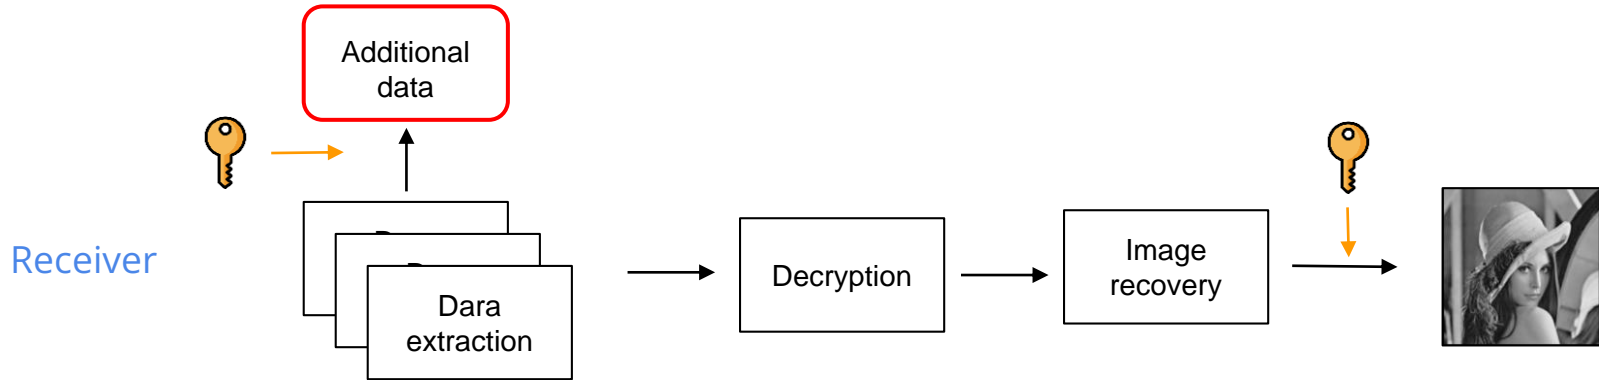 Additional
data
Receiver
Dara
extraction
Decryption
Image
recovery